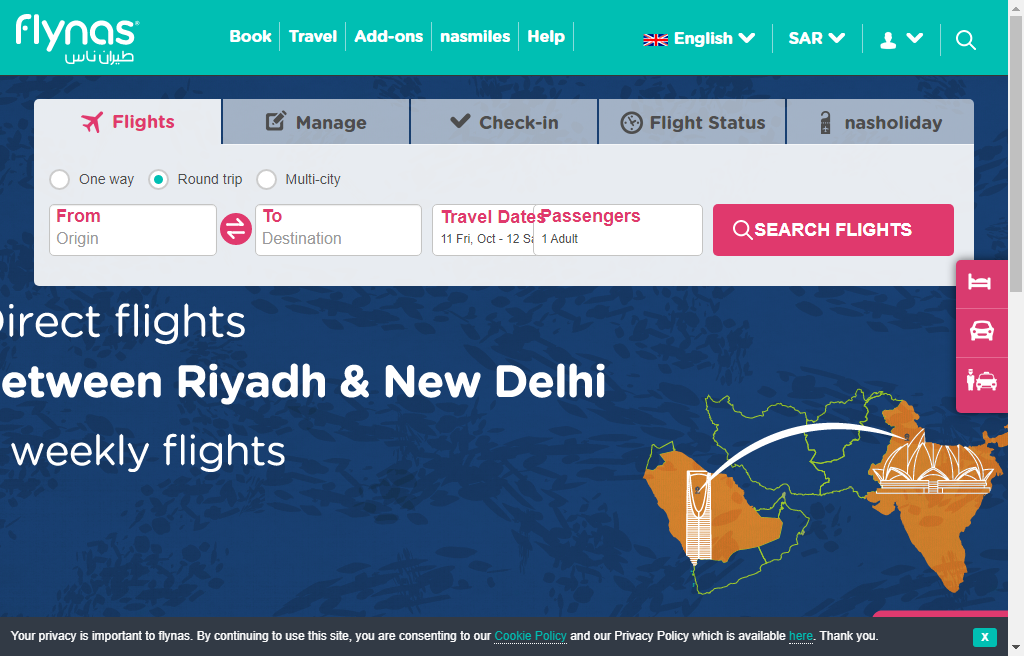 flynas
طيران ناس
Book Travel Add-ons nasmiles Help
English SAR
Flights Manage Check-in Flight Status nasholiday
One way Round trip Multi-city
From To Travel Dates Passengers
Origin Destination 11 Fri, Oct - 12 Sa 1 Adult
SEARCH FLIGHTS
irect flights
etween Riyadh & New Delhi
weekly flights
Your privacy is important to flynas. By continuing to use this site, you are consenting to our Cookie Policy and our Privacy Policy which is available here. Thank you.
X